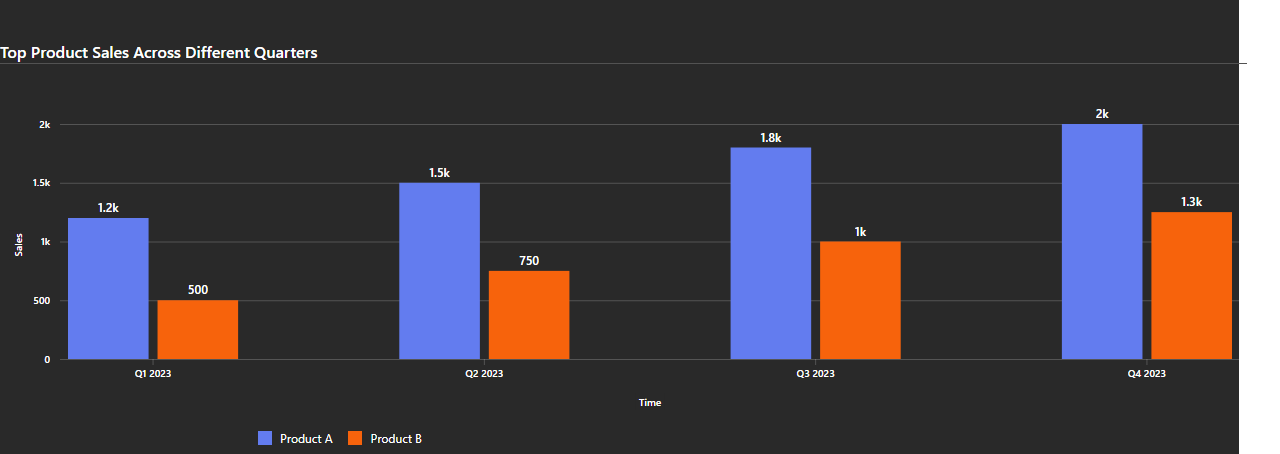 Top Product Sales Across Different Quarters
2k
1.5k
1k
500
0
Sales
1.2k
500
1.5k
750
1.8k
1k
2k
1.3k
Q1 2023 Q2 2023 Q3 2023 Q4 2023
Time
Product A Product B